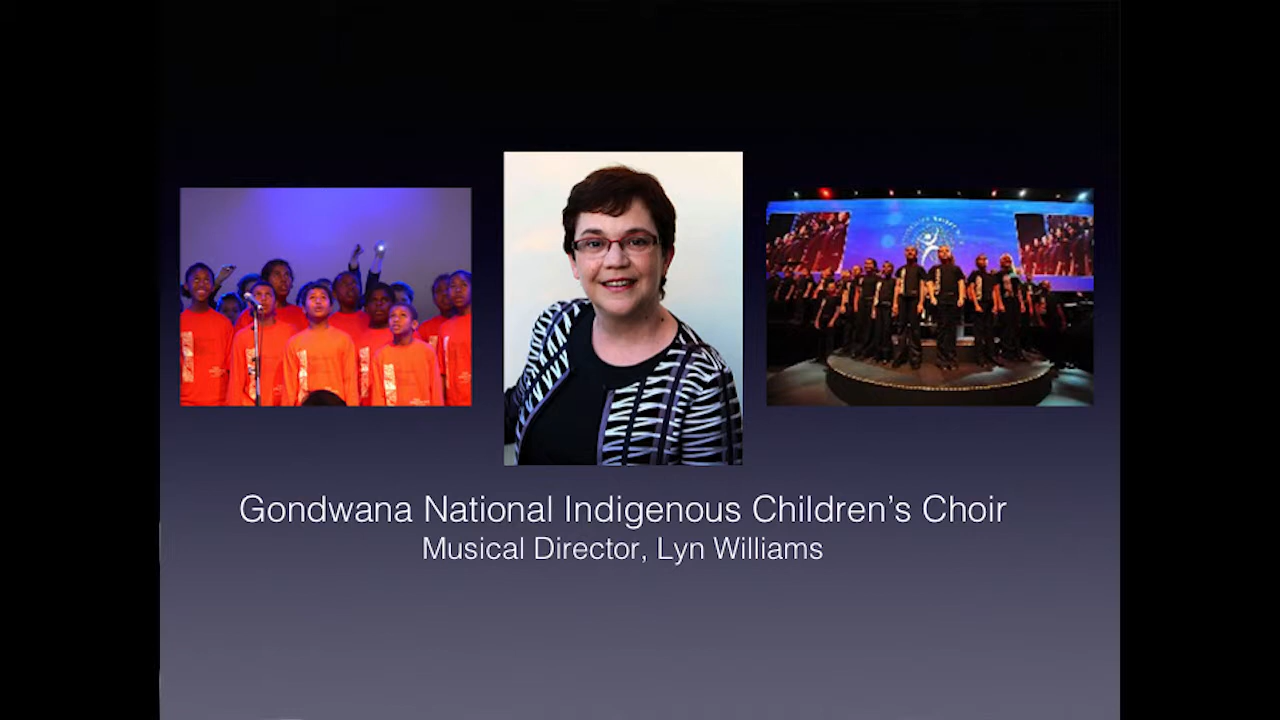 Gondwana National Indigenous Children’s Choir
Musical Director, Lyn Williams